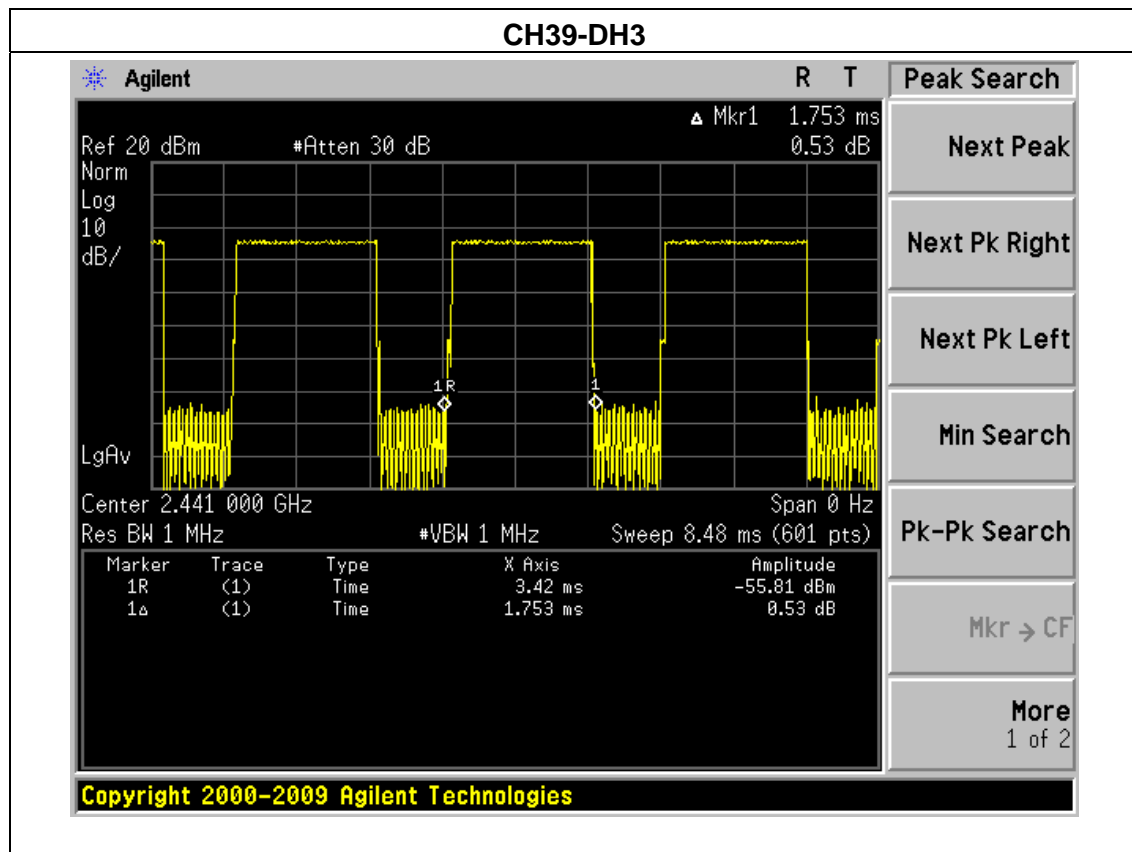 CH39-DH3
Agilent R T Peak Search
Δ Mkr1 1.753 ms
Ref 20 dBm #Atten 30 dB 0.53 dB
Norm
Log
10
dB/
1R 1
LgAv
Center 2.441 000 GHz Span 0 Hz
Res BW 1 MHz #VBW 1 MHz Sweep 8.48 ms (601 pts)
Marker Trace Type X Axis Amplitude
1R (1) Time 3.42 ms -55.81 dBm
1Δ (1) Time 1.753 ms 0.53 dB
Next Peak
Next Pk Right
Next Pk Left
Min Search
Pk-Pk Search
Mkr → CF
More
1 of 2
Copyright 2000-2009 Agilent Technologies